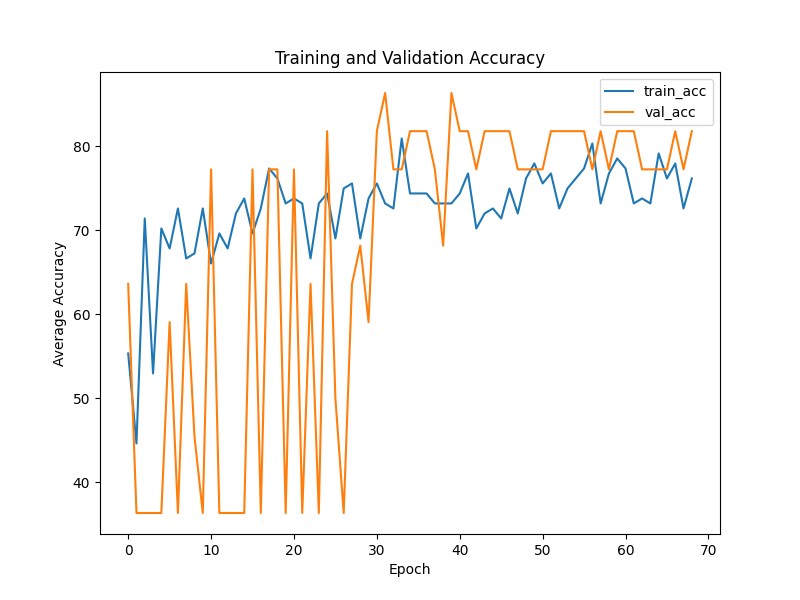 Training and Validation Accuracy
train_acc
val_acc
Average Accuracy
80
70
60
50
40
0 10 20 30 40 50 60 70
Epoch